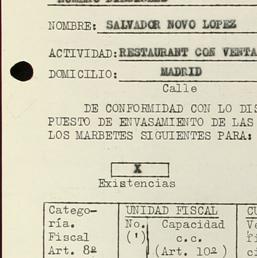 NOMBRE: SALVADOR NOVO LOPEZ
ACTIVIDAD: RESTAURANT CON VENTA
DOMICILIO: MADRID
Calle
DE CONFORMIDAD CON LO DIS
PUESTO DE ENVASAMIENTO DE LAS
LOS MARBETES SIGUIENTES PARA:
X
Existencias
Catego-
ría.
Fiscal
Art. 8º
UNIDAD FISCAL
No. Capacidad
(') c.c.
(Art. 10º)